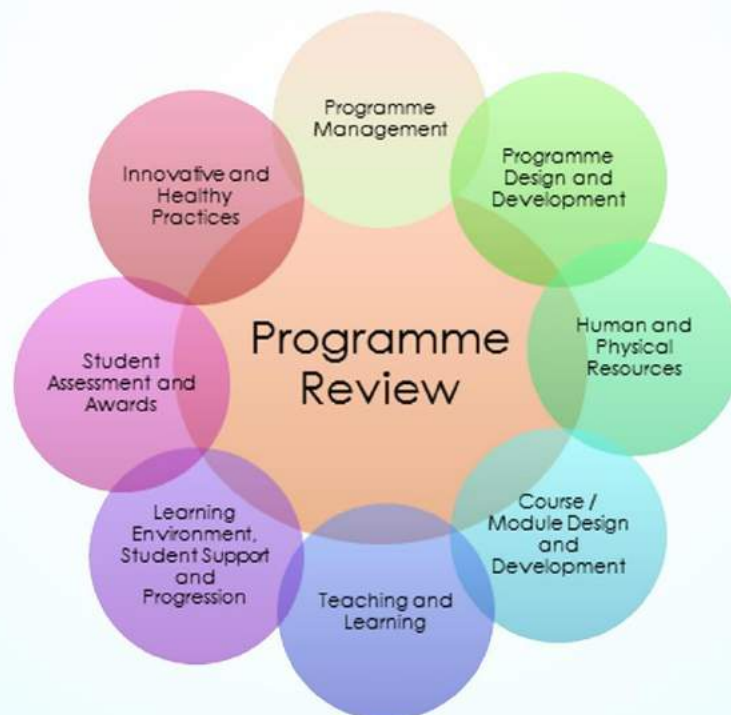 Programme
Management
Programme
Design and
Development
Human and
Physical
Resources
Course /
Module Design
and
Development
Teaching and
Learning
Learning
Environment,
Student Support
and
Progression
Student
Assessment and
Awards
Innovative and
Healthy
Practices
Programme
Review